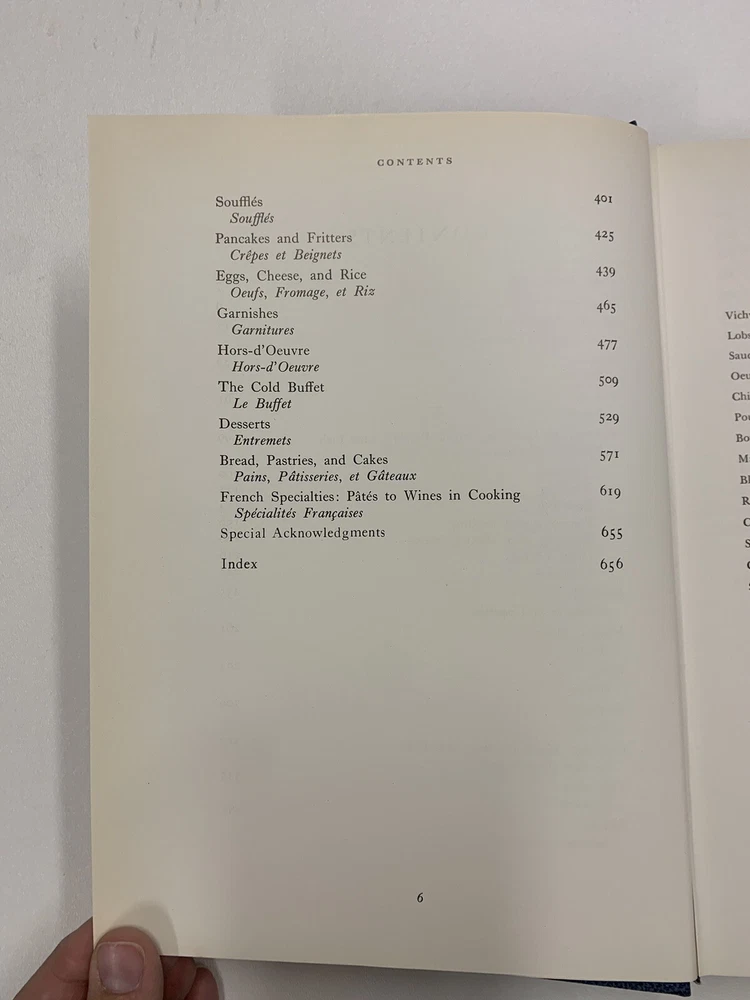 CONTENTS
Soufflés 401
Soufflés
Pancakes and Fritters 425
Crêpes et Beignets
Eggs, Cheese, and Rice 439
Oeufs, Fromage, et Riz
Garnishes 465
Garnitures
Hors-d'Oeuvre 477
Hors-d'Oeuvre
The Cold Buffet 509
Le Buffet
Desserts 529
Entremets
Bread, Pastries, and Cakes 571
Pains, Pâtisseries, et Gâteaux
French Specialties: Pâtés to Wines in Cooking 619
Spécialités Françaises
Special Acknowledgments 655
Index 656
6